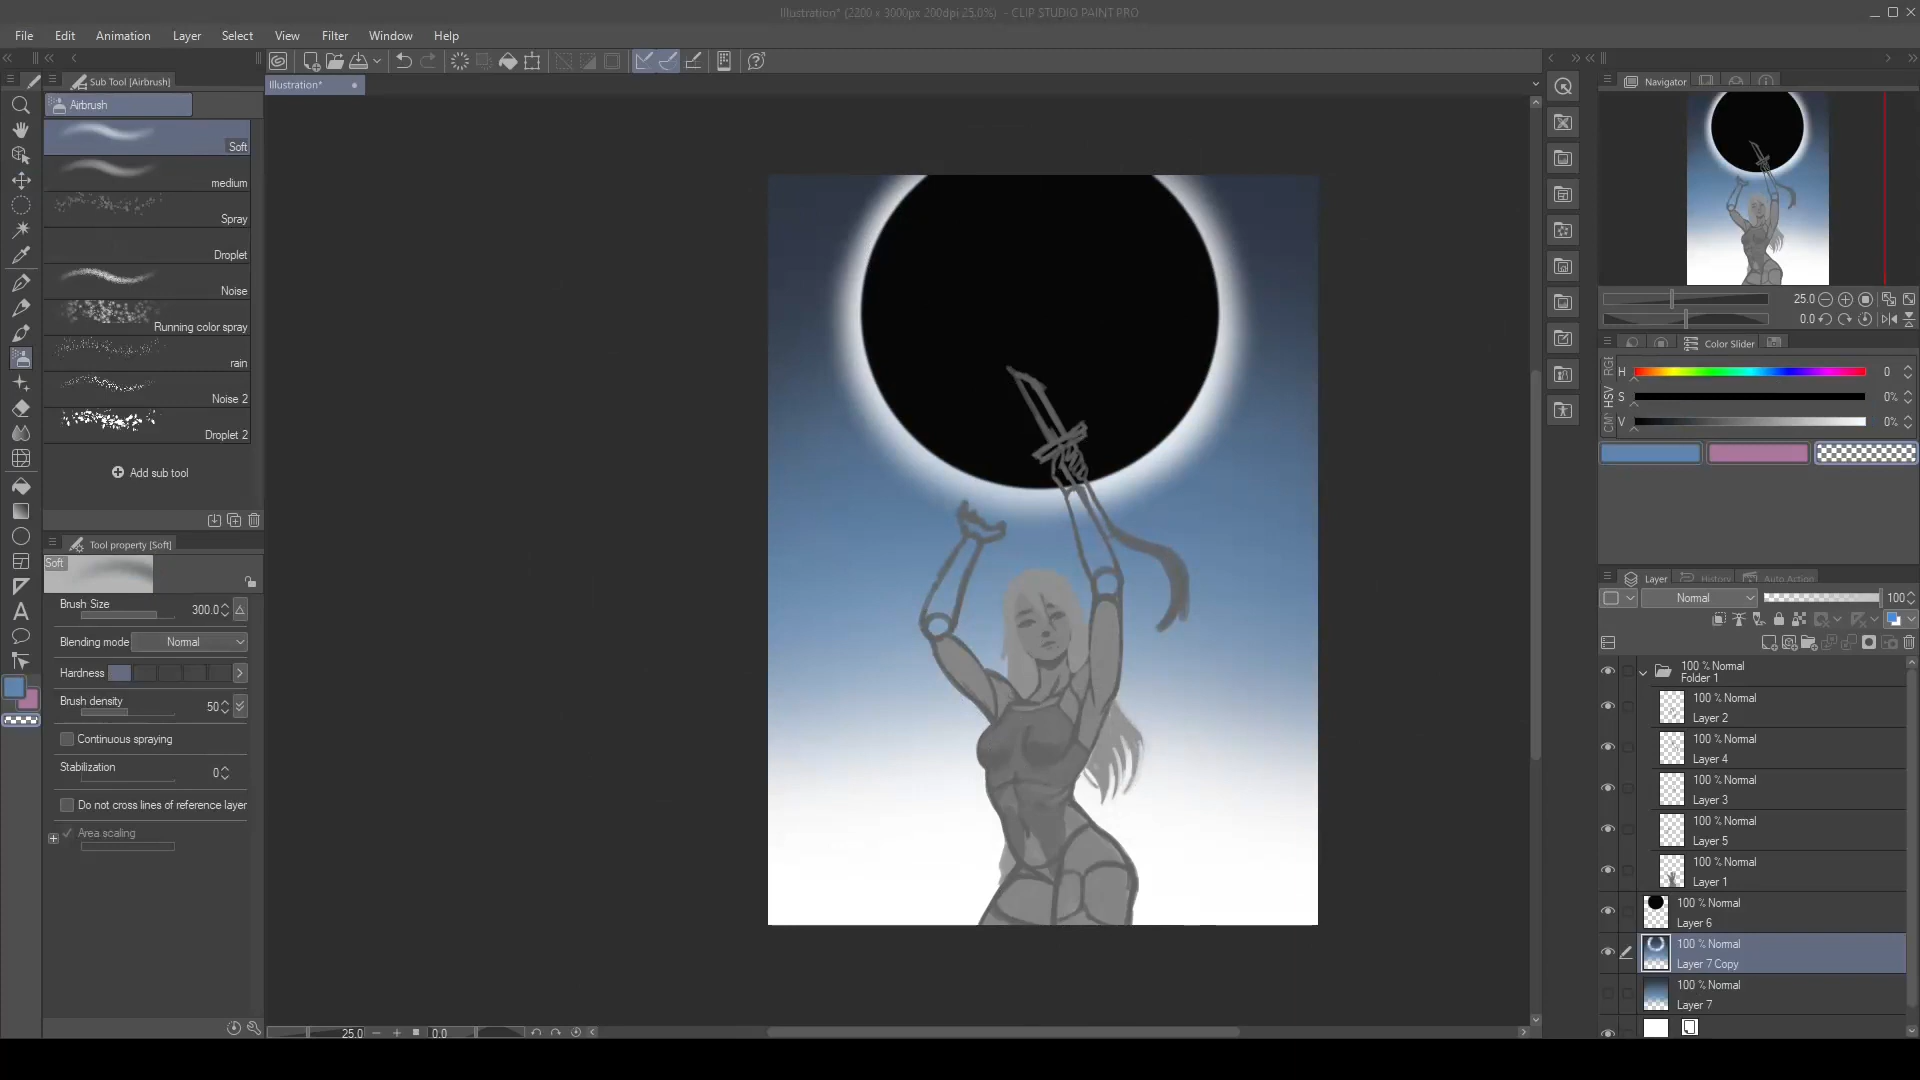 Illustration* (2200 x 3000px 200dpi 25.0%) - CLIP STUDIO PAINT PRO
File Edit Animation Layer Select View Filter Window Help
Sub Tool [Airbrush]
Airbrush
Soft
medium
Spray
Droplet
Noise
Running color spray
rain
Noise 2
Droplet 2
Add sub tool
Tool property [Soft]
Soft
Brush Size 300.0
Blending mode Normal
Hardness
Brush density 50
Continuous spraying
Stabilization 0
Do not cross lines of reference layer
Area scaling
Illustration*
25.0 0.0
Navigator
25.0
0.0
Color Slider
RGB
HSV
H 0
S 0%
V 0%
Layer History Auto Action
Normal 100
100 % Normal
Folder 1
100 % Normal
Layer 2
100 % Normal
Layer 4
100 % Normal
Layer 3
100 % Normal
Layer 5
100 % Normal
Layer 1
100 % Normal
Layer 6
100 % Normal
Layer 7 Copy
100 % Normal
Layer 7